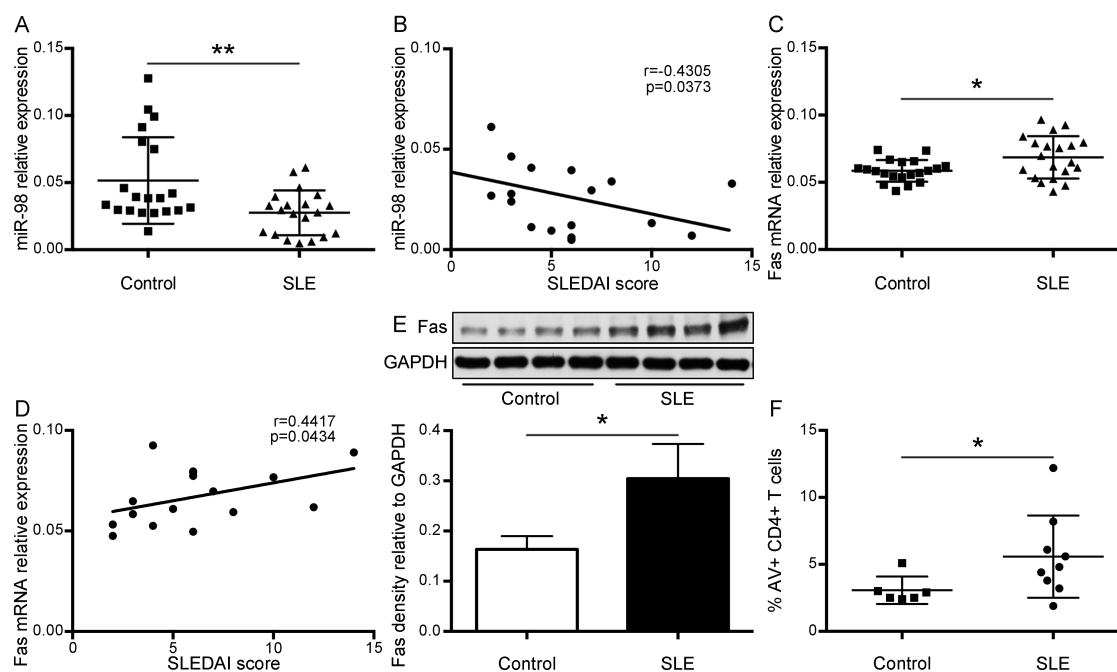 A
miR-98 relative expression
0.15
0.10
0.05
0.00
**
Control
SLE
B
miR-98 relative expression
0.10
0.05
0.00
r=-0.4305
p=0.0373
0
5
10
15
SLEDAI score
C
Fas mRNA relative expression
0.15
0.10
0.05
0.00
*
Control
SLE
D
Fas mRNA relative expression
0.10
0.05
0.00
r=0.4417
p=0.0434
0
5
10
15
SLEDAI score
E
Fas
GAPDH
Control
SLE
Fas density relative to GAPDH
0.4
0.3
0.2
0.1
0.0
*
Control
SLE
F
% AV+ CD4+ T cells
15
10
5
0
*
Control
SLE